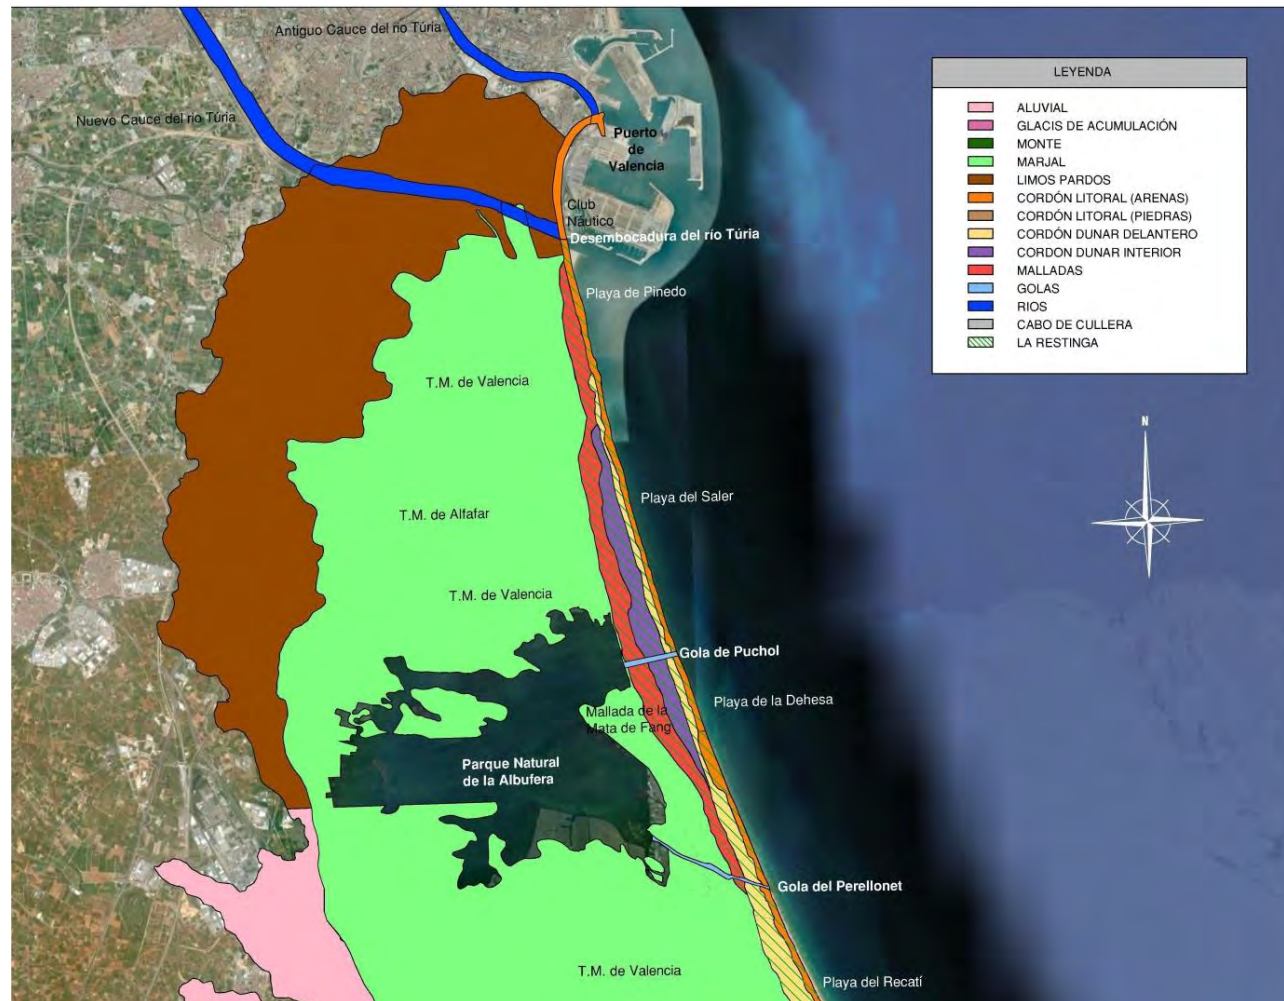 Antiguo Cauce del río Túria
Nuevo Cauce del río Túria
Puerto
de
Valencia
Club
Náutico
Desembocadura del río Túria
Playa de Pinedo
T.M. de Valencia
Playa del Saler
T.M. de Alfafar
T.M. de Valencia
Gola de Puchol
Playa de la Dehesa
Mallada de la
Mata de Fang
Parque Natural
de la Albufera
Gola del Perellonet
T.M. de Valencia
Playa del Recatí
LEYENDA
ALUVIAL
GLACIS DE ACUMULACIÓN
MONTE
MARJAL
LIMOS PARDOS
CORDÓN LITORAL (ARENAS)
CORDÓN LITORAL (PIEDRAS)
CORDÓN DUNAR DELANTERO
CORDON DUNAR INTERIOR
MALLADAS
GOLAS
RIOS
CABO DE CULLERA
LA RESTINGA
N